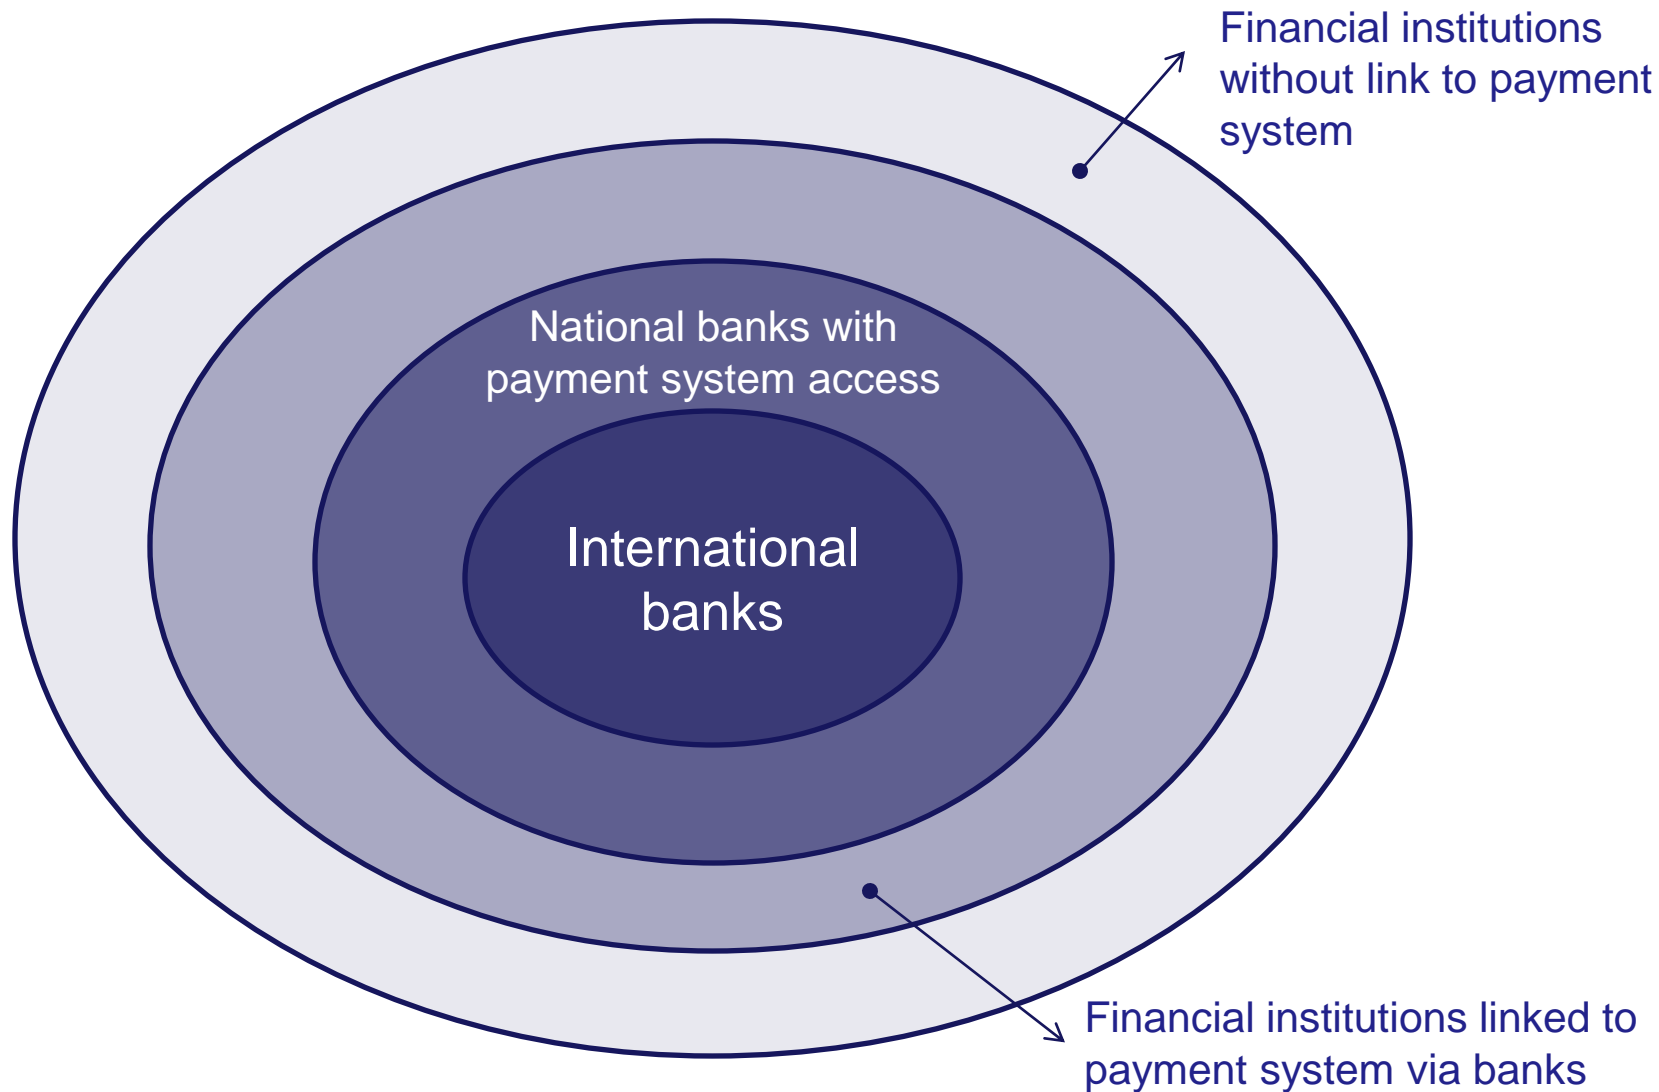 Financial institutions
without link to payment
system
National banks with
payment system access
International
banks
Financial institutions linked to
payment system via banks